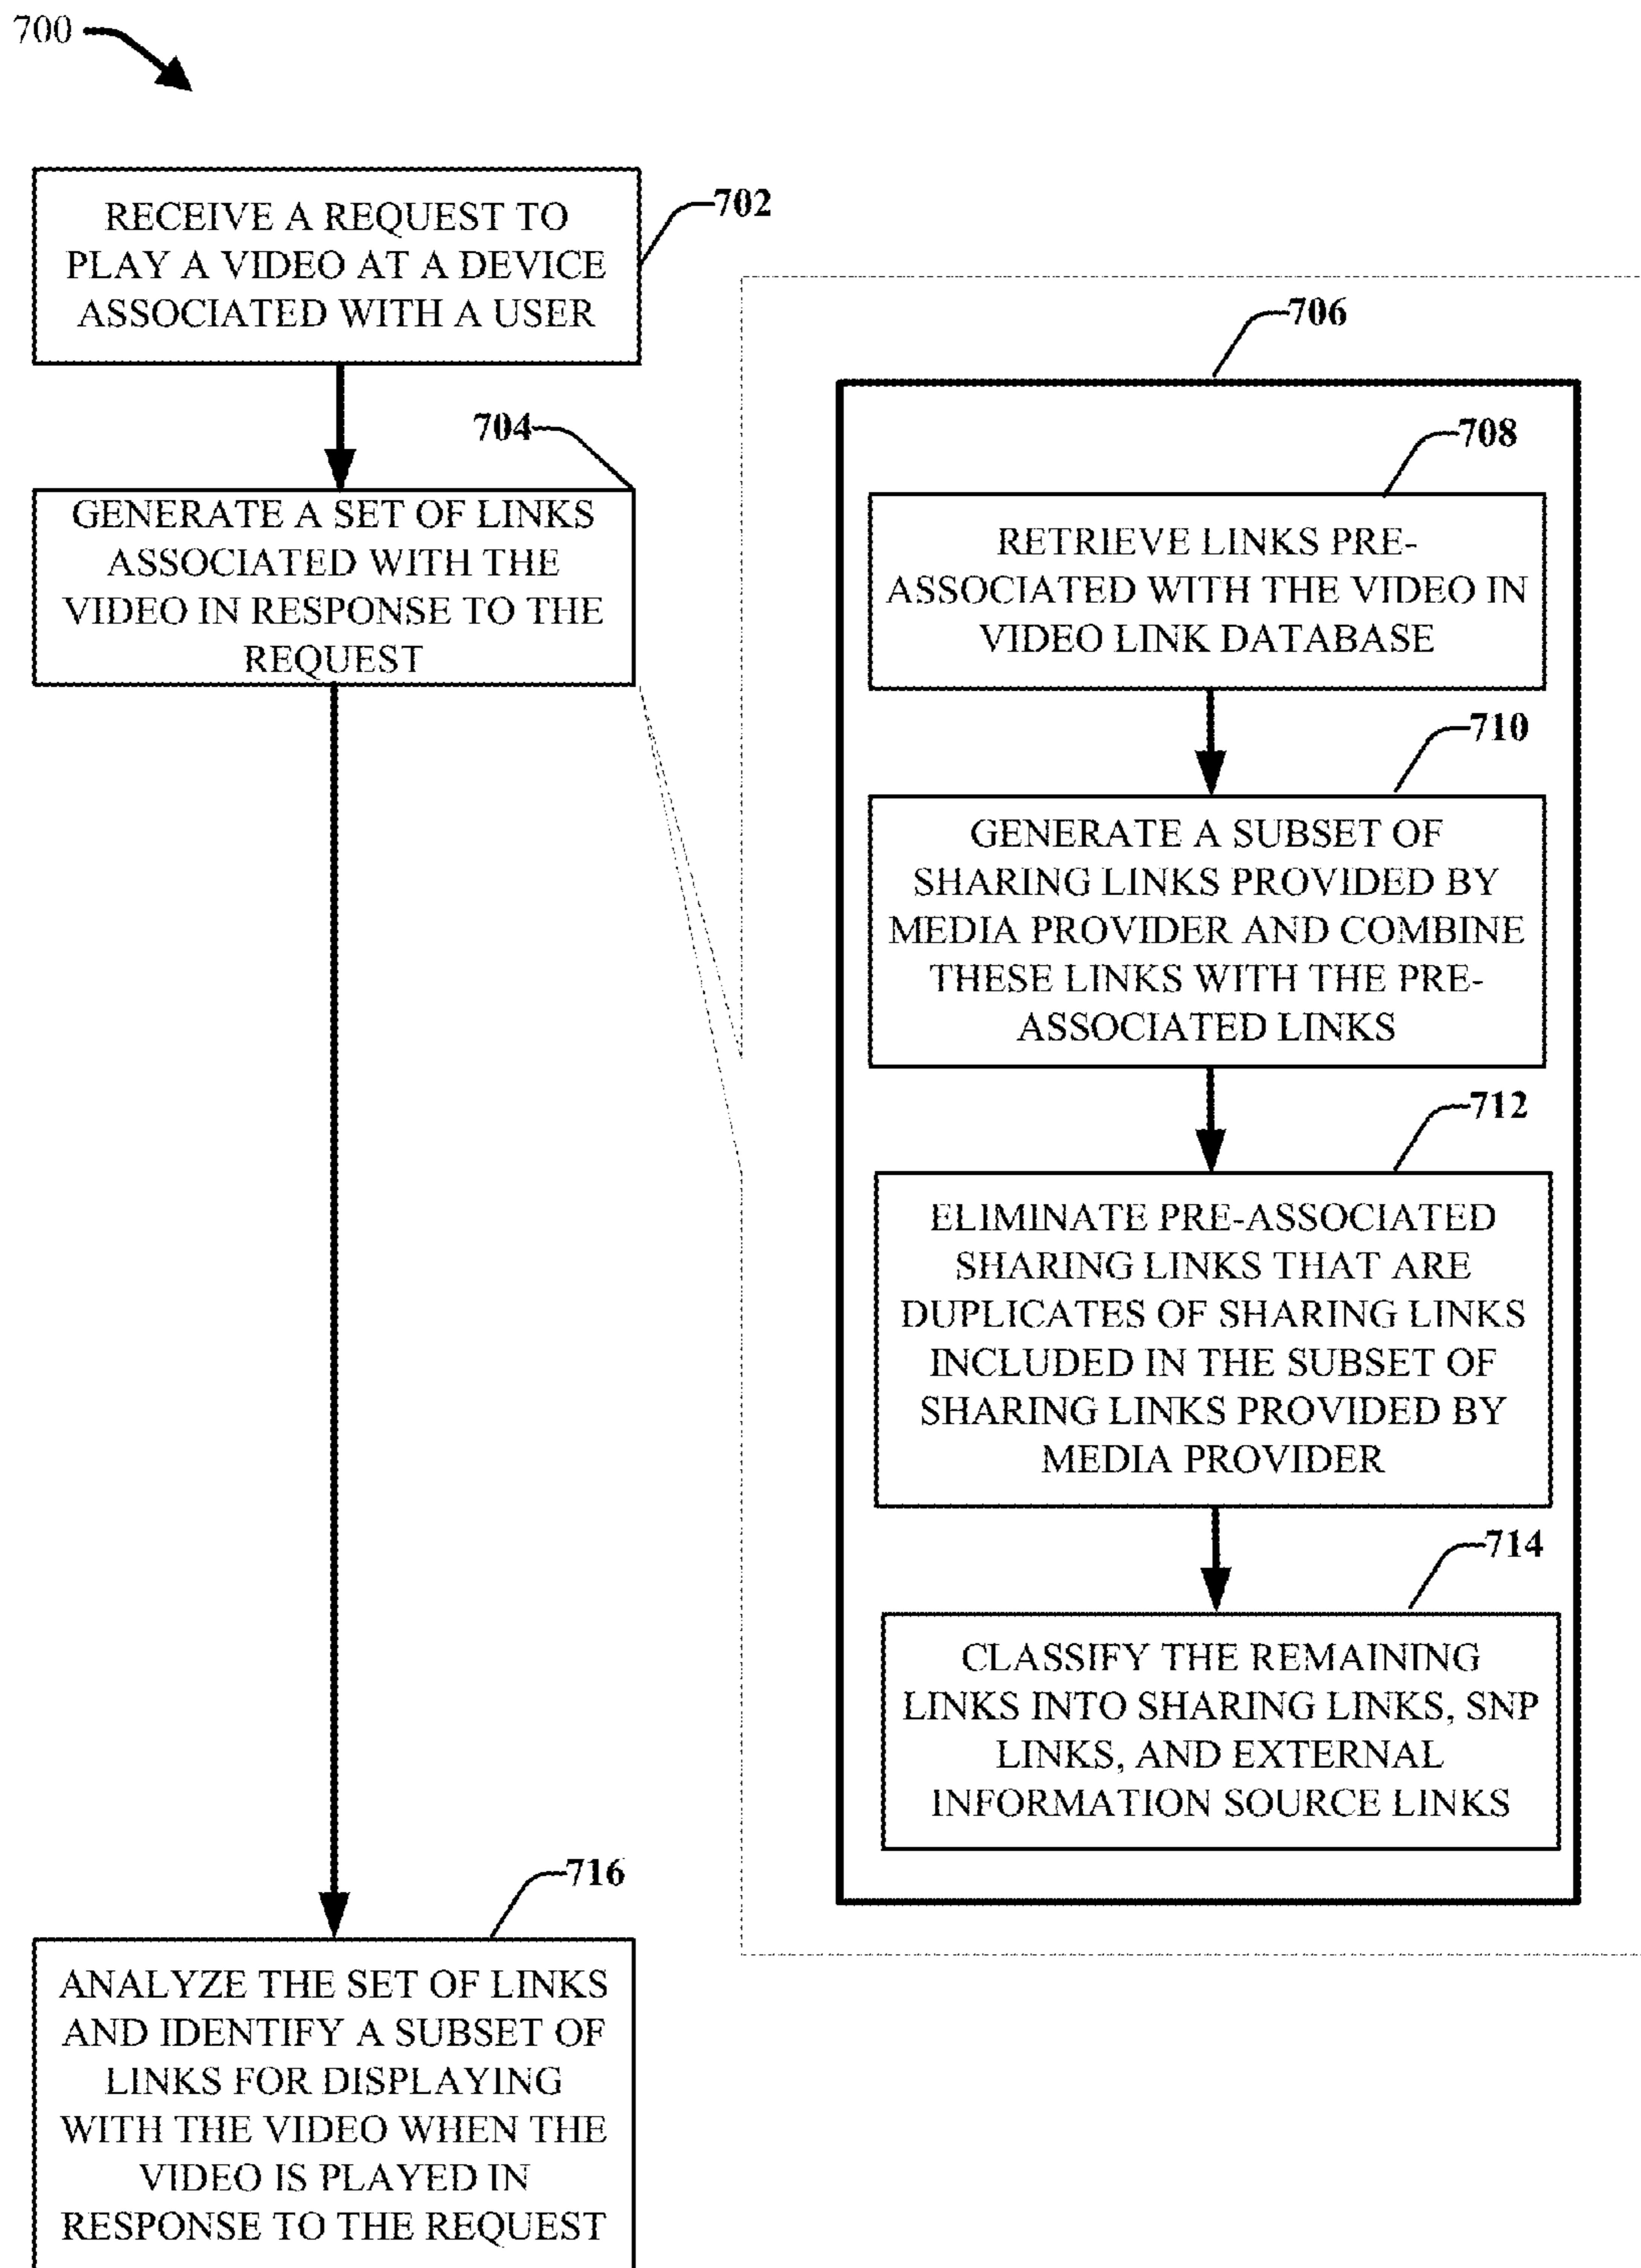 700
702
RECEIVE A REQUEST TO
PLAY A VIDEO AT A DEVICE
ASSOCIATED WITH A USER
704
GENERATE A SET OF LINKS
ASSOCIATED WITH THE
VIDEO IN RESPONSE TO THE
REQUEST
706
708
RETRIEVE LINKS PRE-
ASSOCIATED WITH THE VIDEO IN
VIDEO LINK DATABASE
710
GENERATE A SUBSET OF
SHARING LINKS PROVIDED BY
MEDIA PROVIDER AND COMBINE
THESE LINKS WITH THE PRE-
ASSOCIATED LINKS
712
ELIMINATE PRE-ASSOCIATED
SHARING LINKS THAT ARE
DUPLICATES OF SHARING LINKS
INCLUDED IN THE SUBSET OF
SHARING LINKS PROVIDED BY
MEDIA PROVIDER
714
CLASSIFY THE REMAINING
LINKS INTO SHARING LINKS, SNP
LINKS, AND EXTERNAL
INFORMATION SOURCE LINKS
716
ANALYZE THE SET OF LINKS
AND IDENTIFY A SUBSET OF
LINKS FOR DISPLAYING
WITH THE VIDEO WHEN THE
VIDEO IS PLAYED IN
RESPONSE TO THE REQUEST